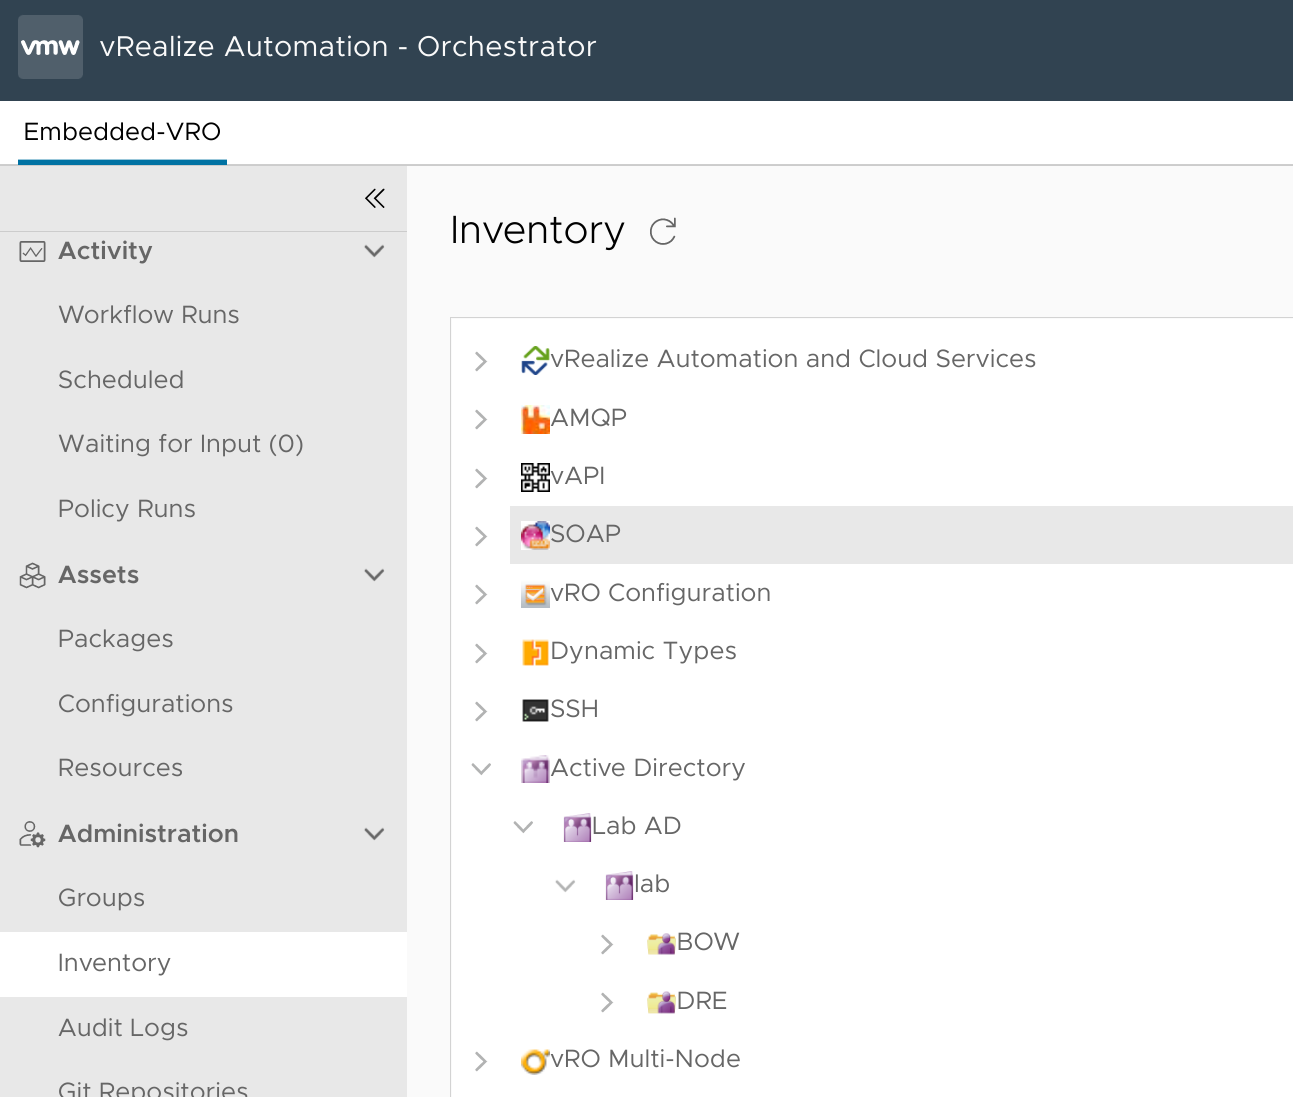 vmw vRealize Automation - Orchestrator
Embedded-VRO
Activity
Workflow Runs
Scheduled
Waiting for Input (0)
Policy Runs
Assets
Packages
Configurations
Resources
Administration
Groups
Inventory
Audit Logs
Git Repositories
Inventory
vRealize Automation and Cloud Services
AMQP
vAPI
SOAP
vRO Configuration
Dynamic Types
SSH
Active Directory
Lab AD
lab
BOW
DRE
vRO Multi-Node